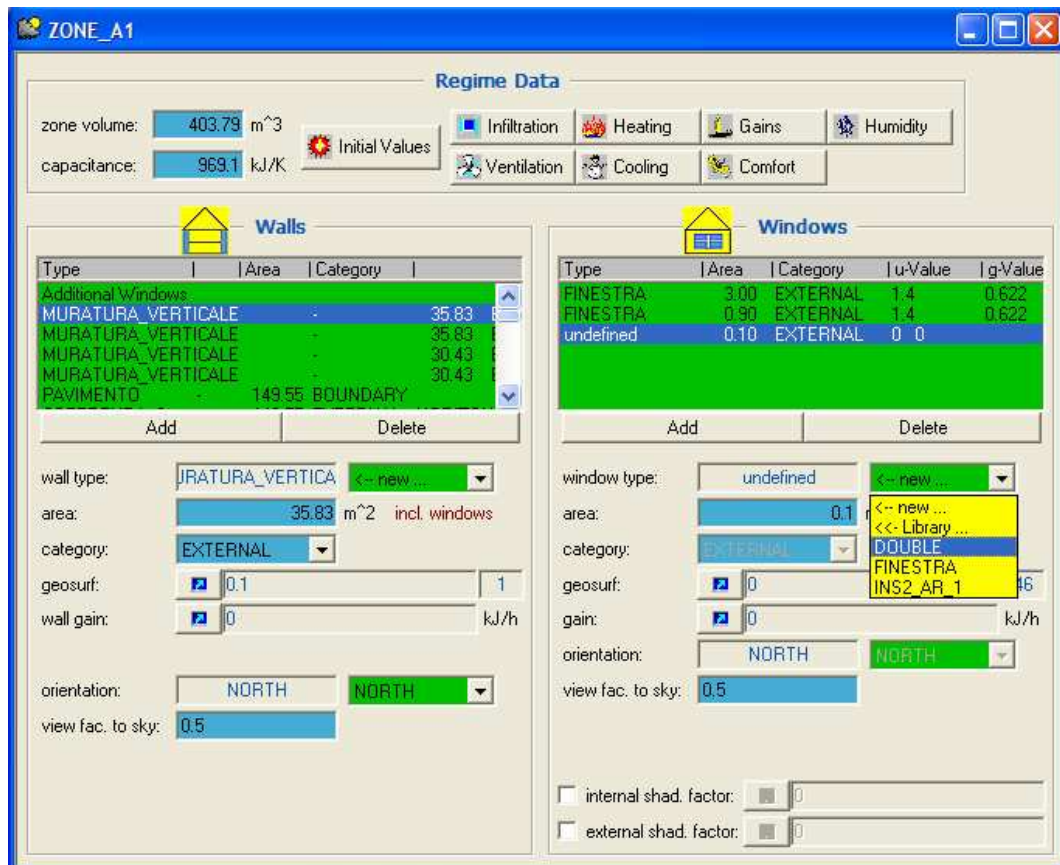 ZONE_A1
Regime Data
zone volume: 403.79 m^3
capacitance: 969.1 kJ/K
Initial Values
Infiltration Heating Gains Humidity
Ventilation Cooling Comfort
Walls
Type | | Area | Category |
Additional Windows
MURATURA_VERTICALE - 35.83
MURATURA_VERTICALE - 35.83
MURATURA_VERTICALE - 30.43
MURATURA_VERTICALE - 30.43
PAVIMENTO - 149.55 BOUNDARY
Add Delete
wall type: JRATURA_VERTICA <-- new ...
area: 35.83 m^2 incl. windows
category: EXTERNAL
geosurf: 0.1 1
wall gain: 0 kJ/h
orientation: NORTH NORTH
view fac. to sky: 0.5
Windows
Type | Area | Category | u-Value | g-Value
FINESTRA 3.00 EXTERNAL 1.4 0.622
FINESTRA 0.90 EXTERNAL 1.4 0.622
undefined 0.10 EXTERNAL 0 0
Add Delete
window type: undefined <-- new ...
<-- new ...
<<- Library ...
DOUBLE
FINESTRA
INS2_AR_1
area: 0.1
category: EXTERNAL
geosurf: 0 46
gain: 0 kJ/h
orientation: NORTH NORTH
view fac. to sky: 0.5
internal shad. factor: 0
external shad. factor: 0